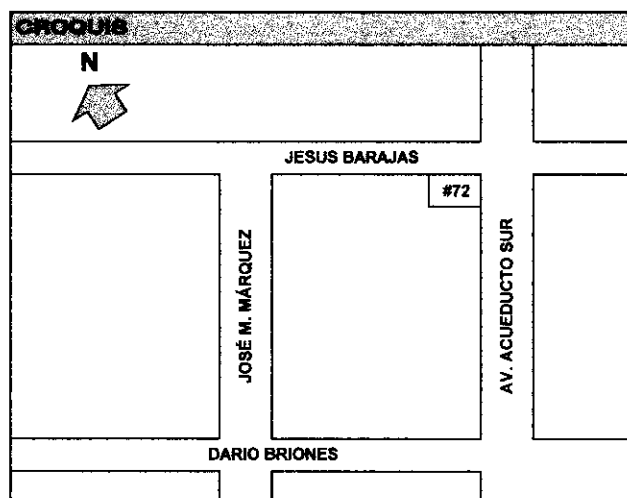 CROQUIS
N
JESUS BARAJAS
#72
JOSÉ M. MÁRQUEZ
AV. ACUEDUCTO SUR
DARIO BRIONES